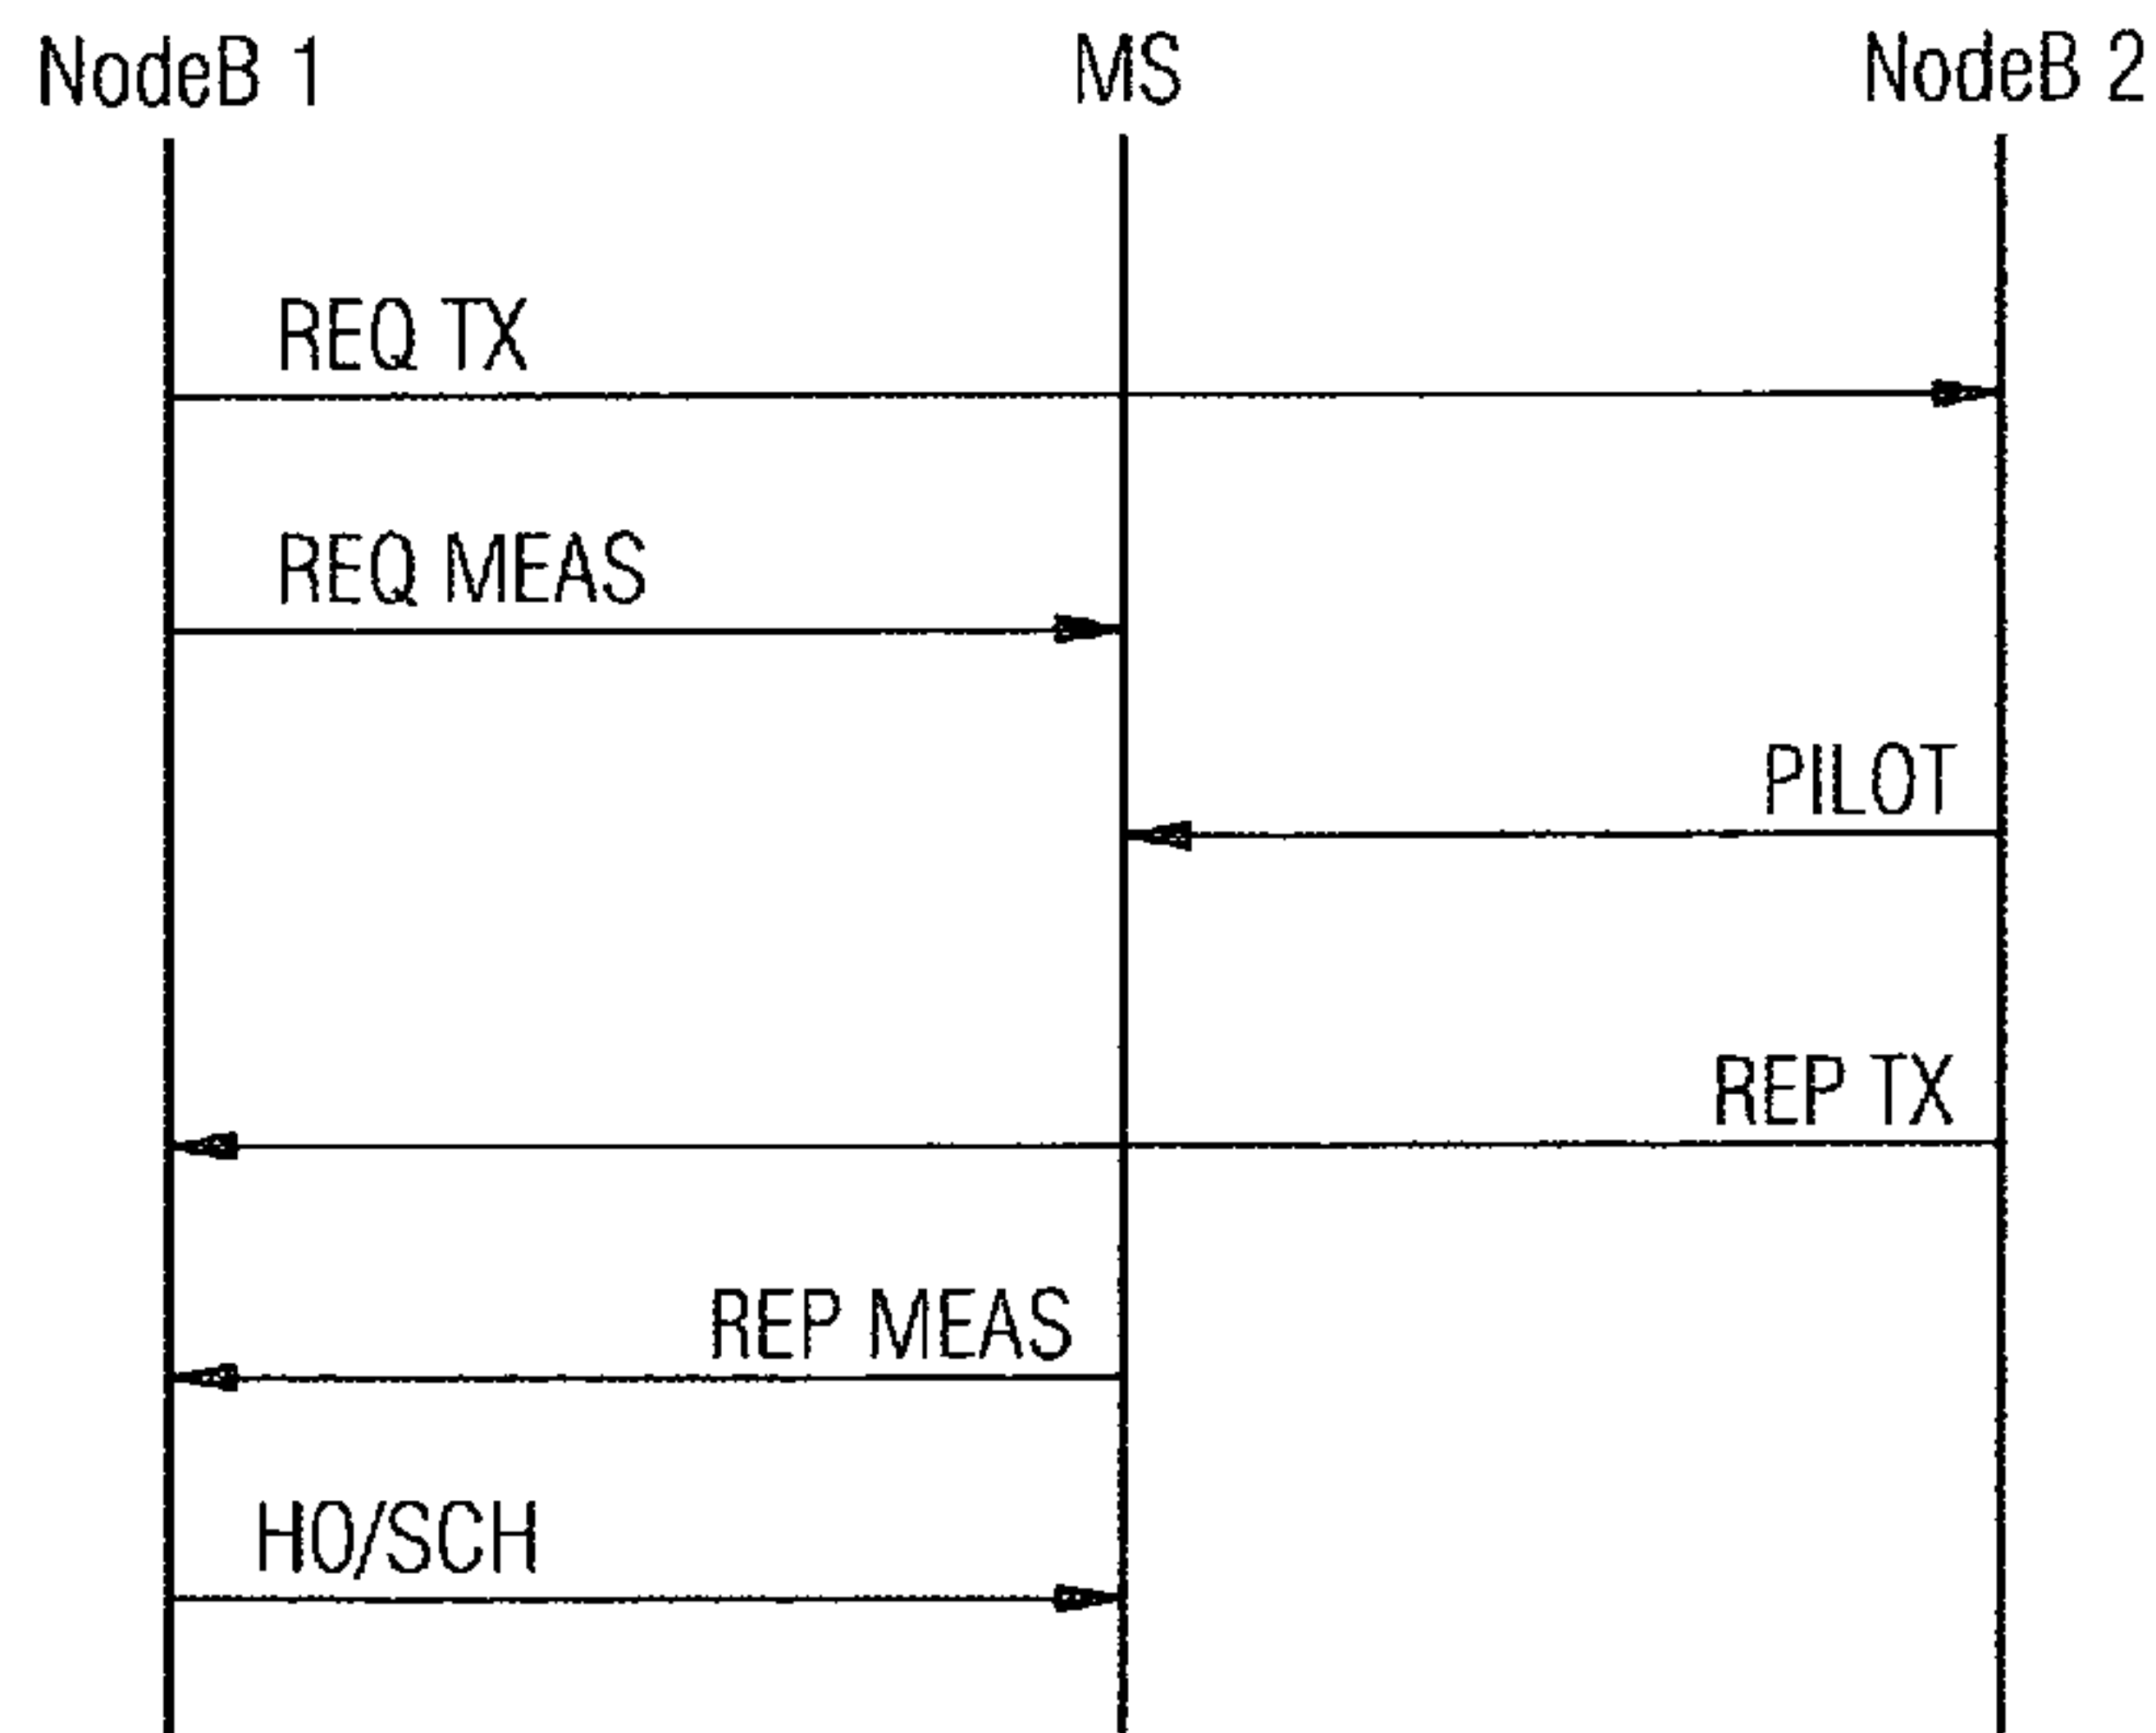 NodeB 1
MS
NodeB 2
REQ TX
REQ MEAS
PILOT
REP TX
REP MEAS
HO/SCH